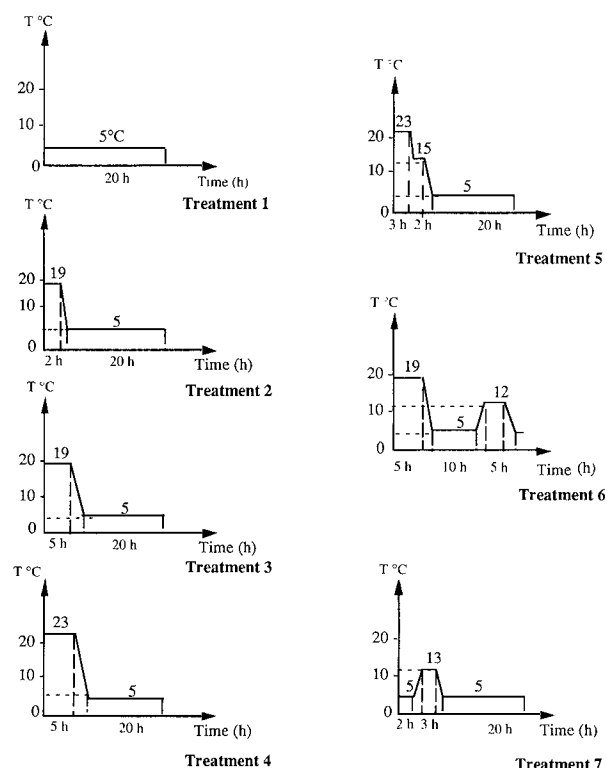 T °C
20
10
0
5°C
20 h
Time (h)
Treatment 1
T °C
20
10
0
19
5
2 h
20 h
Time (h)
Treatment 2
T °C
20
10
0
19
5
5 h
20 h
Time (h)
Treatment 3
T °C
20
10
0
23
5
5 h
20 h
Time (h)
Treatment 4
T °C
20
10
0
23
15
5
3 h
2 h
20 h
Time (h)
Treatment 5
T °C
20
10
0
19
5
12
5 h
10 h
5 h
Time (h)
Treatment 6
T °C
20
10
0
5
13
5
2 h
3 h
20 h
Time (h)
Treatment 7